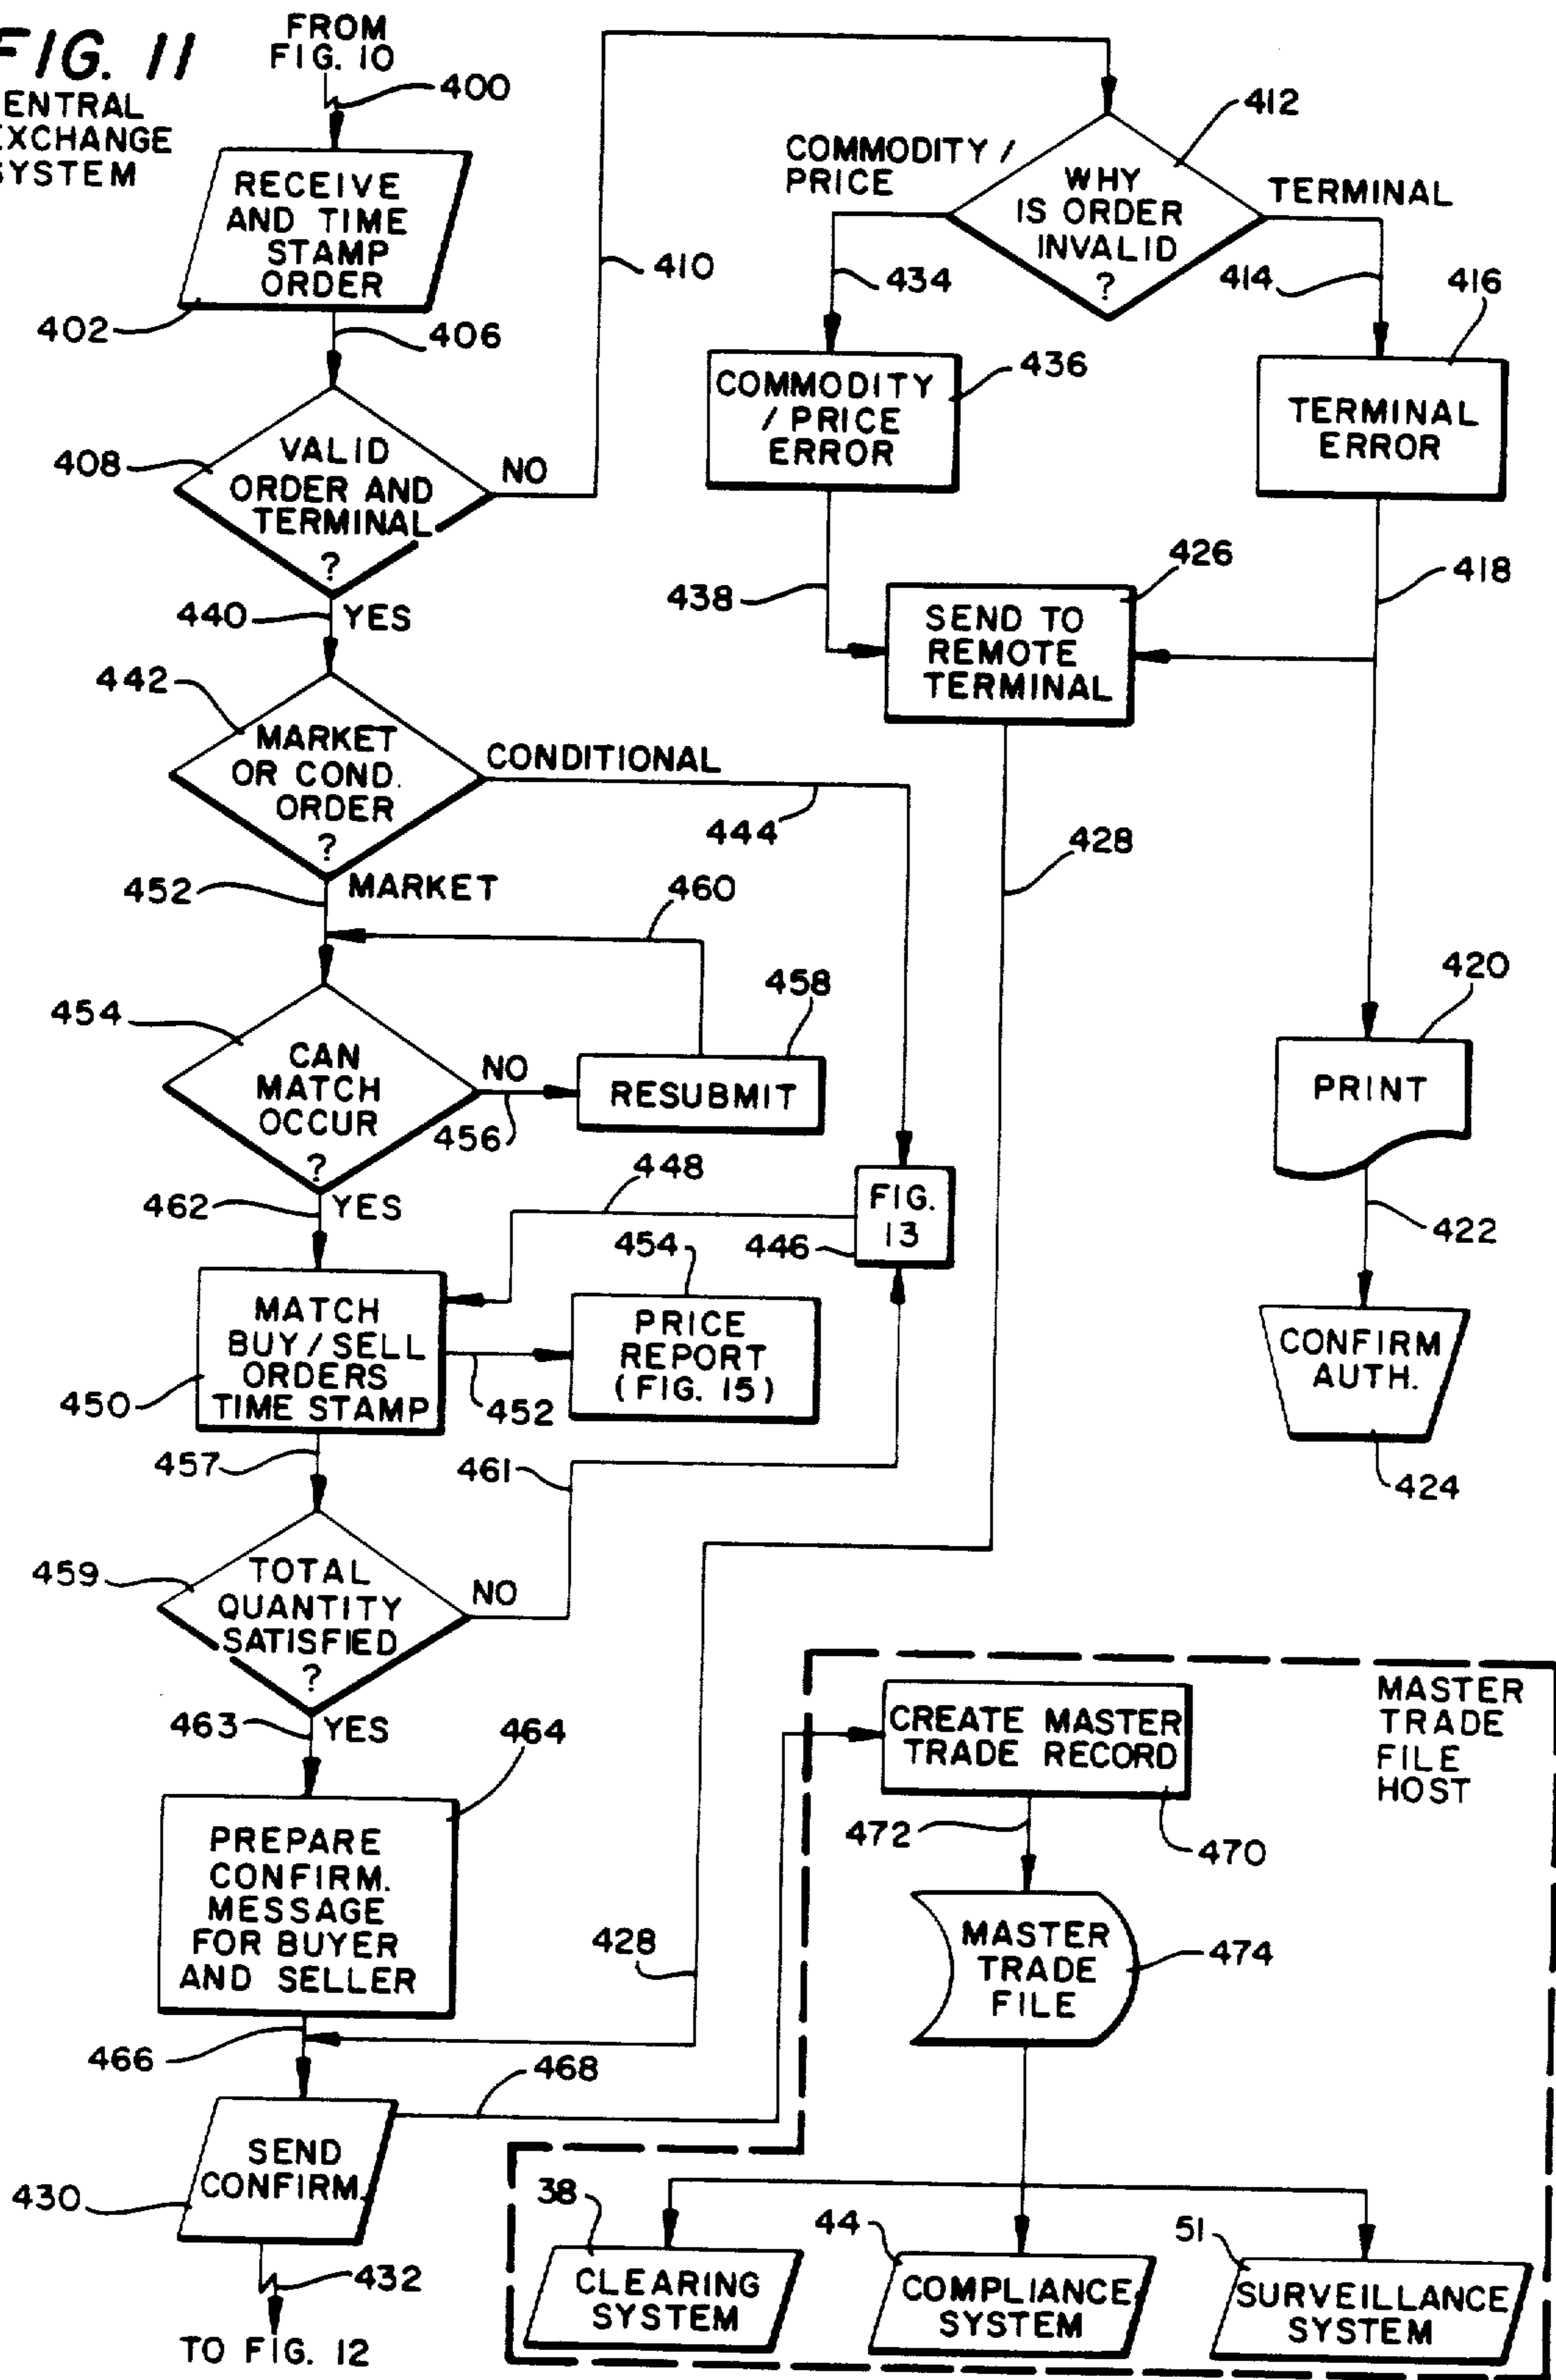 FIG. 11
ENTRAL
EXCHANGE
SYSTEM
FROM
FIG. 10
400
RECEIVE
AND TIME
STAMP
ORDER
402
406
408
VALID
ORDER AND
TERMINAL
?
NO
410
412
WHY
IS ORDER
INVALID
?
COMMODITY /
PRICE
TERMINAL
434
414
416
COMMODITY
/ PRICE
ERROR
436
TERMINAL
ERROR
438
426
418
SEND TO
REMOTE
TERMINAL
440
YES
442
MARKET
OR COND.
ORDER
?
CONDITIONAL
444
428
452
MARKET
460
458
454
CAN
MATCH
OCCUR
?
NO
456
RESUBMIT
420
PRINT
422
CONFIRM
AUTH.
424
462
YES
448
FIG.
13
446
454
MATCH
BUY/SELL
ORDERS
TIME STAMP
450
452
PRICE
REPORT
(FIG. 15)
457
461
459
TOTAL
QUANTITY
SATISFIED
?
NO
463
YES
464
PREPARE
CONFIRM.
MESSAGE
FOR BUYER
AND SELLER
428
466
468
SEND
CONFIRM.
430
432
TO FIG. 12
MASTER
TRADE
FILE
HOST
CREATE MASTER
TRADE RECORD
472
470
MASTER
TRADE
FILE
474
38
44
51
CLEARING
SYSTEM
COMPLIANCE
SYSTEM
SURVEILLANCE
SYSTEM